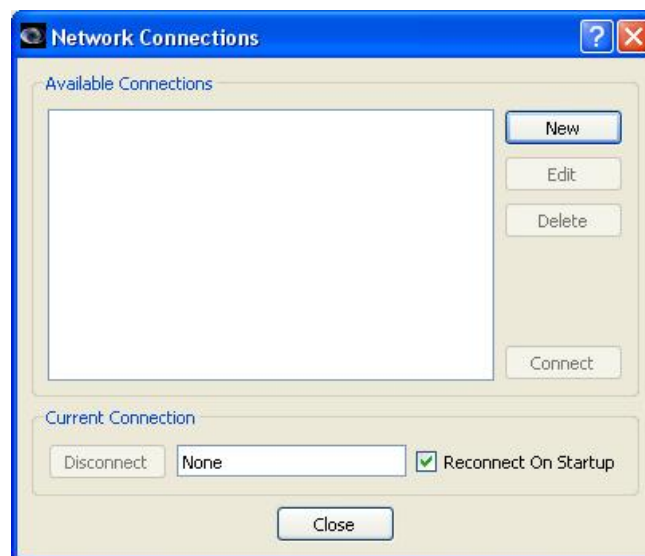 Network Connections
Available Connections
New
Edit
Delete
Connect
Current Connection
Disconnect None Reconnect On Startup
Close